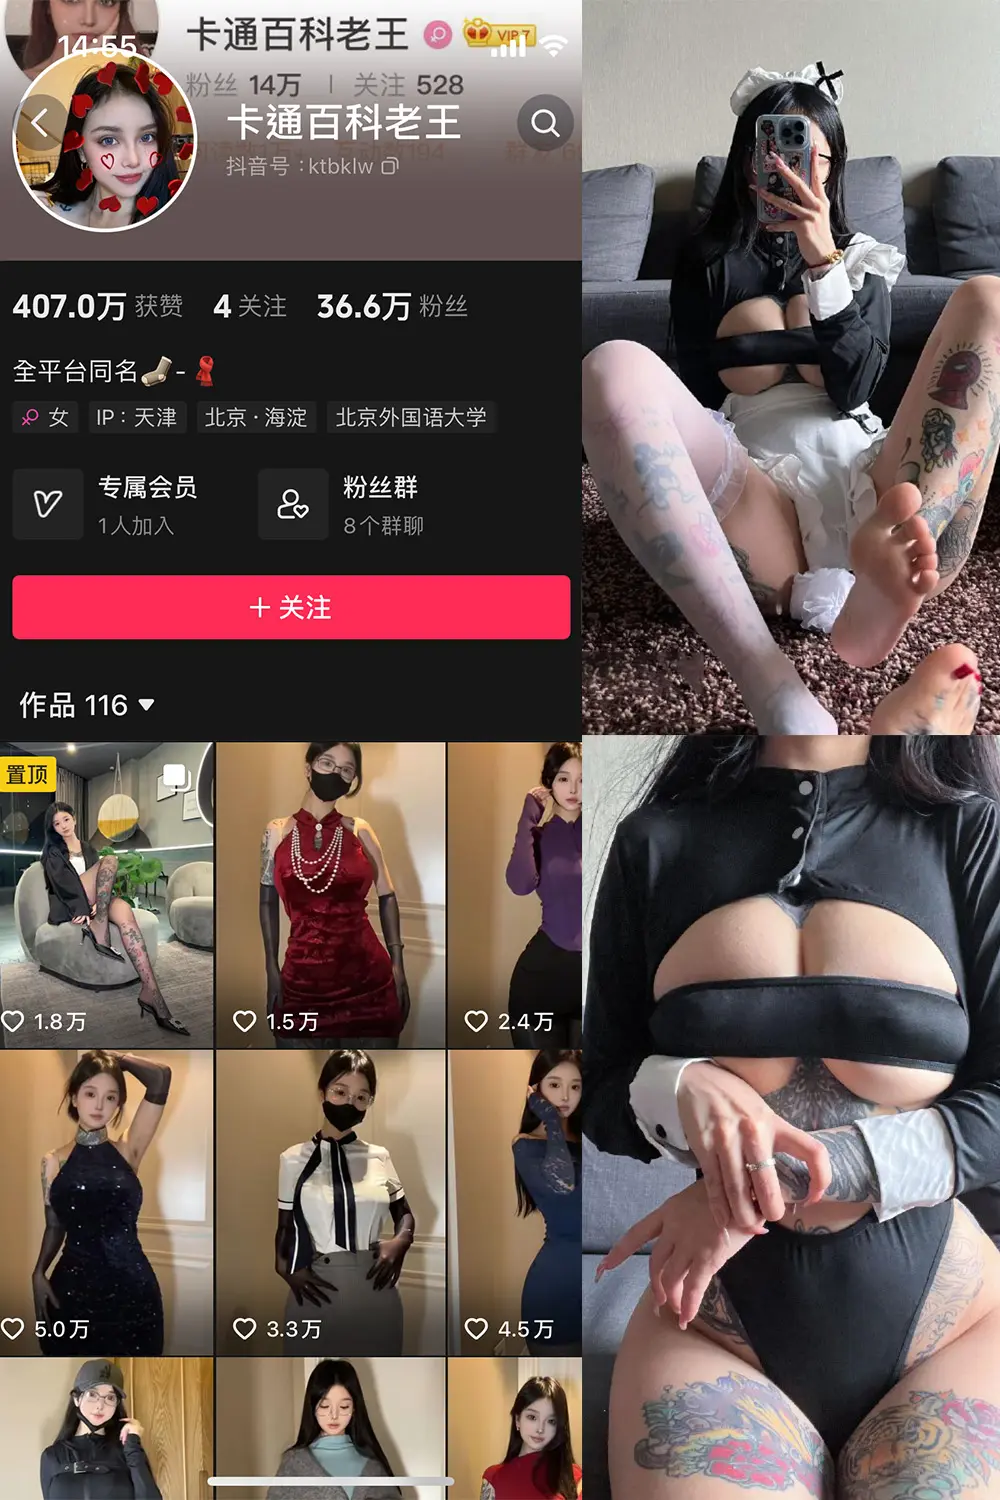 14:55
卡通百科老王
VIP 7
粉丝 14万 | 关注 528
卡通百科老王
抖音号：ktbklw
407.0万 获赞 4 关注 36.6万 粉丝
全平台同名 -
女 IP：天津 北京·海淀 北京外国语大学
专属会员
1人加入
粉丝群
8个群聊
+ 关注
作品 116
置顶
1.8万
1.5万
2.4万
5.0万
3.3万
4.5万